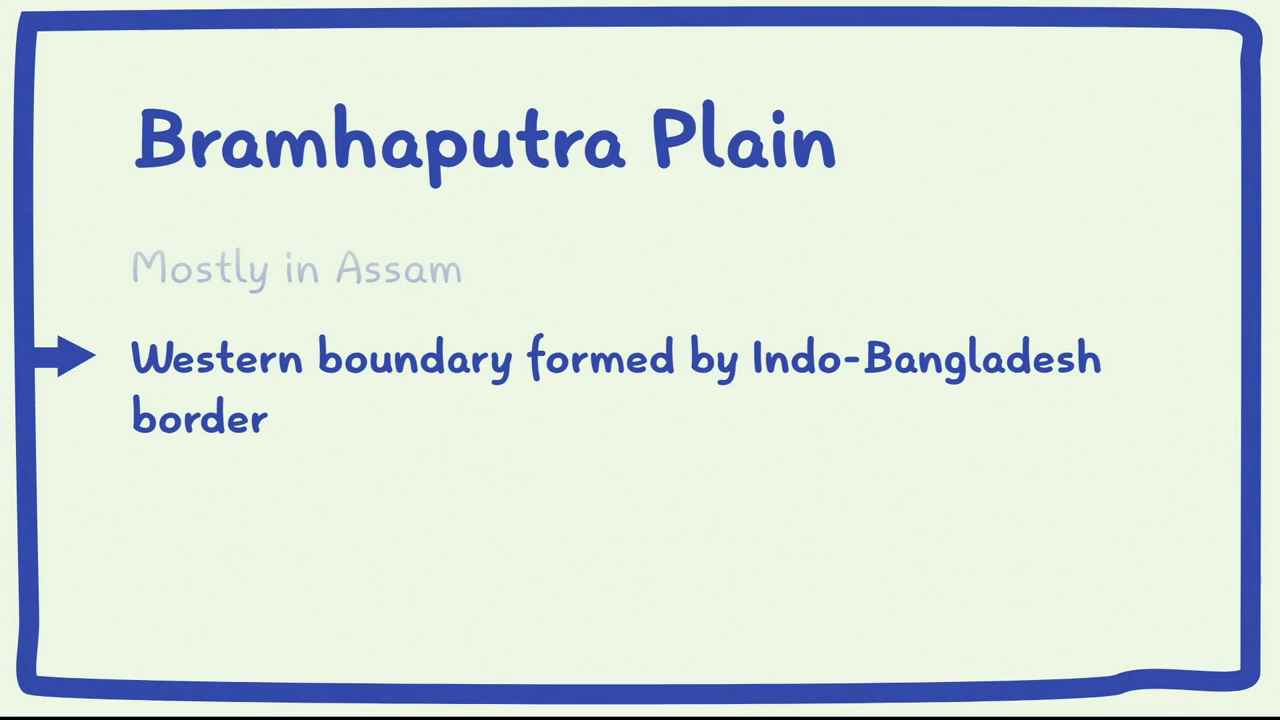 Bramhaputra Plain
Mostly in Assam
Western boundary formed by Indo-Bangladesh
border